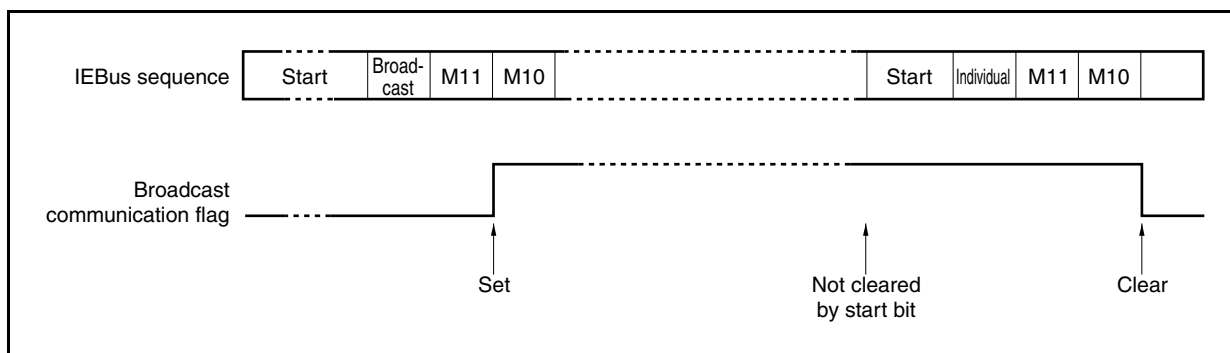 IEBus sequence
Start
Broad-
cast
M11
M10
Start
Individual
M11
M10
Broadcast
communication flag
Set
Not cleared
by start bit
Clear